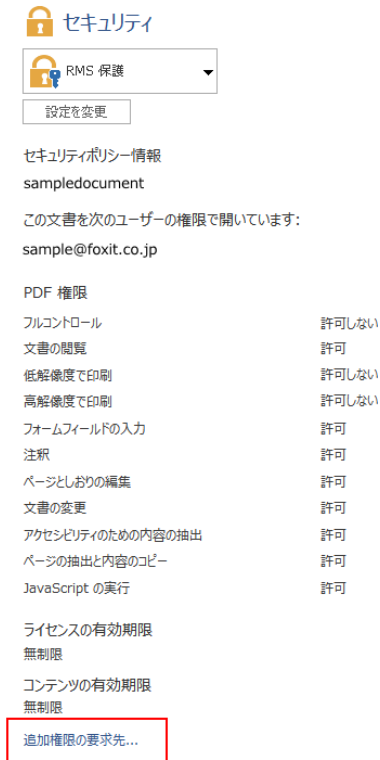 セキュリティ
RMS 保護
設定を変更
セキュリティポリシー情報
sampledocument
この文書を次のユーザーの権限で開いています:
sample@foxit.co.jp
PDF 権限
フルコントロール 許可しない
文書の閲覧 許可
低解像度で印刷 許可しない
高解像度で印刷 許可しない
フォームフィールドの入力 許可
注釈 許可
ページとしおりの編集 許可
文書の変更 許可
アクセシビリティのための内容の抽出 許可
ページの抽出と内容のコピー 許可
JavaScript の実行 許可
ライセンスの有効期限
無制限
コンテンツの有効期限
無制限
追加権限の要求先...